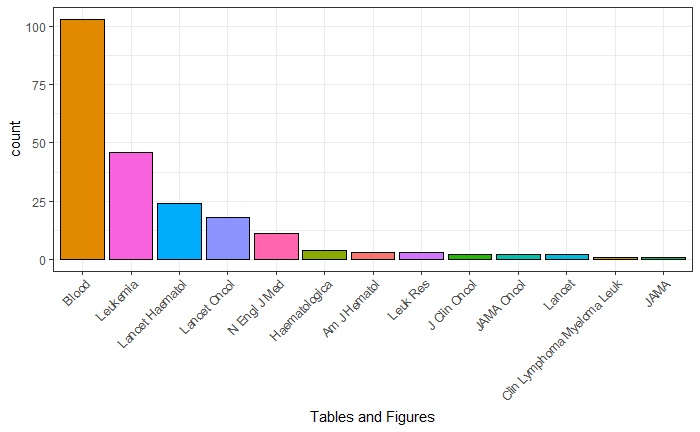 100
75
50
25
0
count
Blood
Leukemia
Lancet Haematol
Lancet Oncol
N Engl J Med
Haematologica
Am J Hematol
Leuk Res
J Clin Oncol
JAMA Oncol
Lancet
Clin Lymphoma Myeloma Leuk
JAMA
Tables and Figures